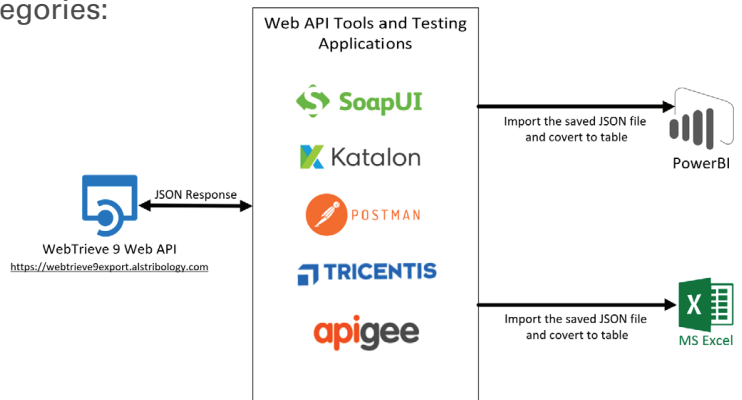 egories:
Web API Tools and Testing
Applications
SoapUI
Katalon
POSTMAN
TRICENTIS
apigee
JSON Response
WebTrieve 9 Web API
https://webtrieve9export.alstribology.com
Import the saved JSON file
and covert to table
PowerBI
Import the saved JSON file
and covert to table
X
MS Excel